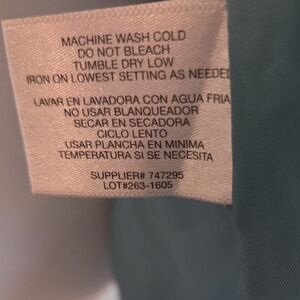 MACHINE WASH COLD
DO NOT BLEACH
TUMBLE DRY LOW
IRON ON LOWEST SETTING AS NEEDED
LAVAR EN LAVADORA CON AGUA FRIA
NO USAR BLANQUEADOR
SECAR EN SECADORA
CICLO LENTO
USAR PLANCHA EN MINIMA
TEMPERATURA SI SE NECESITA
SUPPLIER# 747295
LOT#263-1605